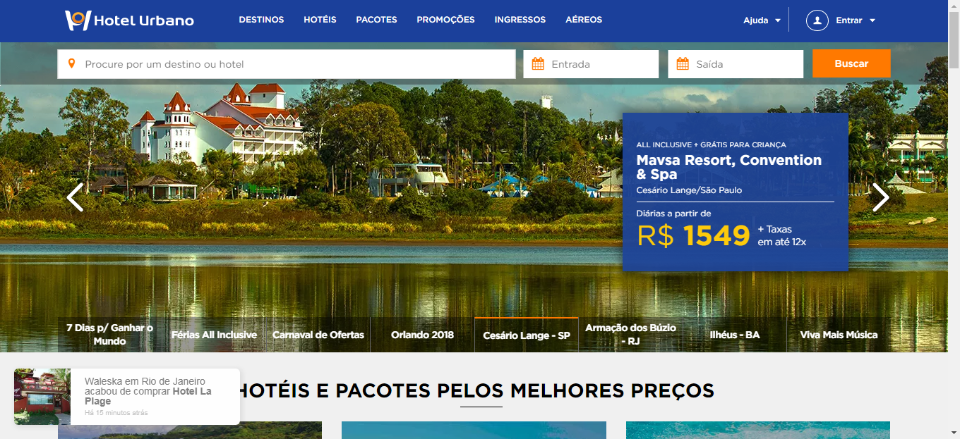 Hotel Urbano
DESTINOS HOTÉIS PACOTES PROMOÇÕES INGRESSOS AÉREOS
Ajuda Entrar
Procure por um destino ou hotel
Entrada
Saída
Buscar
ALL INCLUSIVE + GRÁTIS PARA CRIANÇA
Mavsa Resort, Convention
& Spa
Cesário Lange/São Paulo
Diárias a partir de
R$ 1549
+ Taxas
em até 12x
7 Dias p/ Ganhar o
Mundo
Férias All Inclusive
Carnaval de Ofertas
Orlando 2018
Cesário Lange - SP
Armação dos Búzio
- RJ
Ilhéus - BA
Viva Mais Música
HOTÉIS E PACOTES PELOS MELHORES PREÇOS
Waleska em Rio de Janeiro
acabou de comprar Hotel La
Plage
Há 15 minutos atrás